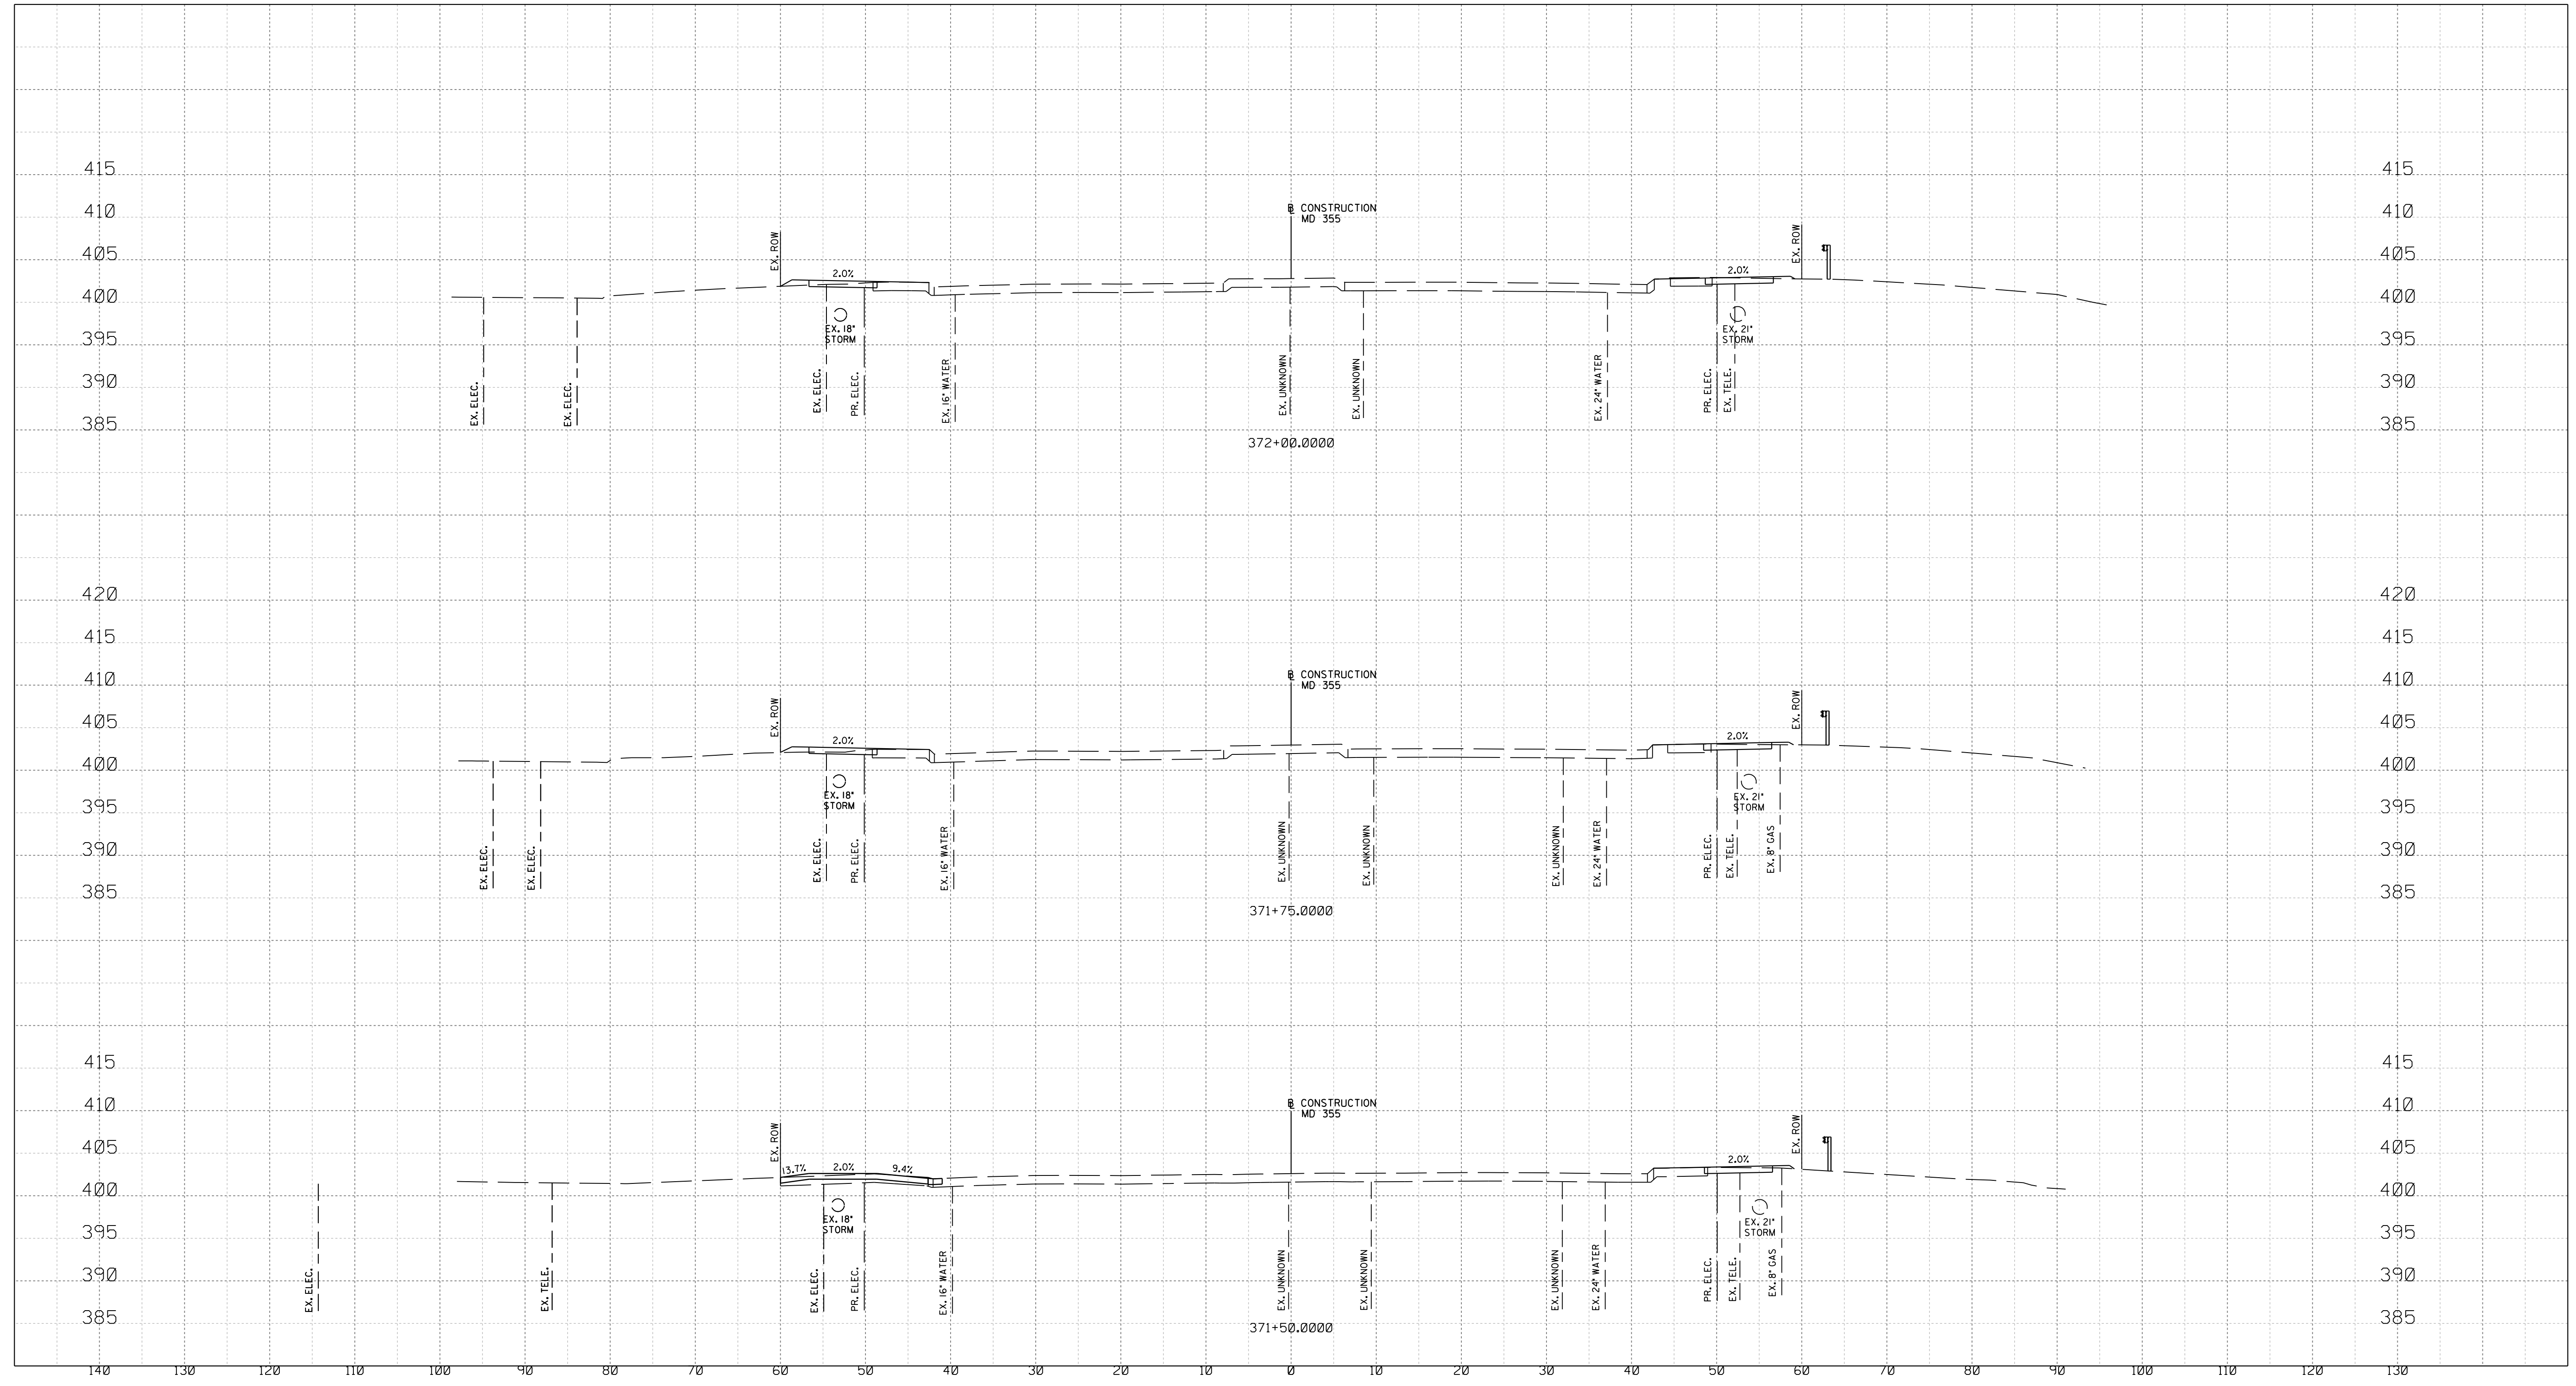 415 415
410 410
405 405
400 400
395 395
390 390
385 385
℄ CONSTRUCTION
MD 355
EX. ROW
2.0%
EX. ROW
2.0%
EX. 18"
STORM
EX. 21"
STORM
EX. ELEC.
EX. ELEC.
EX. ELEC.
PR. ELEC.
EX. 16" WATER
EX. UNKNOWN
EX. UNKNOWN
EX. 24" WATER
PR. ELEC.
EX. TELE.
372+00.0000
420 420
415 415
410 410
405 405
400 400
395 395
390 390
385 385
℄ CONSTRUCTION
MD 355
EX. ROW
2.0%
EX. ROW
2.0%
EX. 18"
STORM
EX. 21"
STORM
EX. ELEC.
EX. ELEC.
EX. ELEC.
PR. ELEC.
EX. 16" WATER
EX. UNKNOWN
EX. UNKNOWN
EX. UNKNOWN
EX. 24" WATER
PR. ELEC.
EX. TELE.
EX. 8" GAS
371+75.0000
415 415
410 410
405 405
400 400
395 395
390 390
385 385
℄ CONSTRUCTION
MD 355
EX. ROW
13.7% 2.0% 9.4%
EX. ROW
2.0%
EX. 18"
STORM
EX. 21"
STORM
EX. ELEC.
EX. TELE.
EX. ELEC.
PR. ELEC.
EX. 16" WATER
EX. UNKNOWN
EX. UNKNOWN
EX. UNKNOWN
EX. 24" WATER
PR. ELEC.
EX. TELE.
EX. 8" GAS
371+50.0000
140 130 120 110 100 90 80 70 60 50 40 30 20 10 0 10 20 30 40 50 60 70 80 90 100 110 120 130